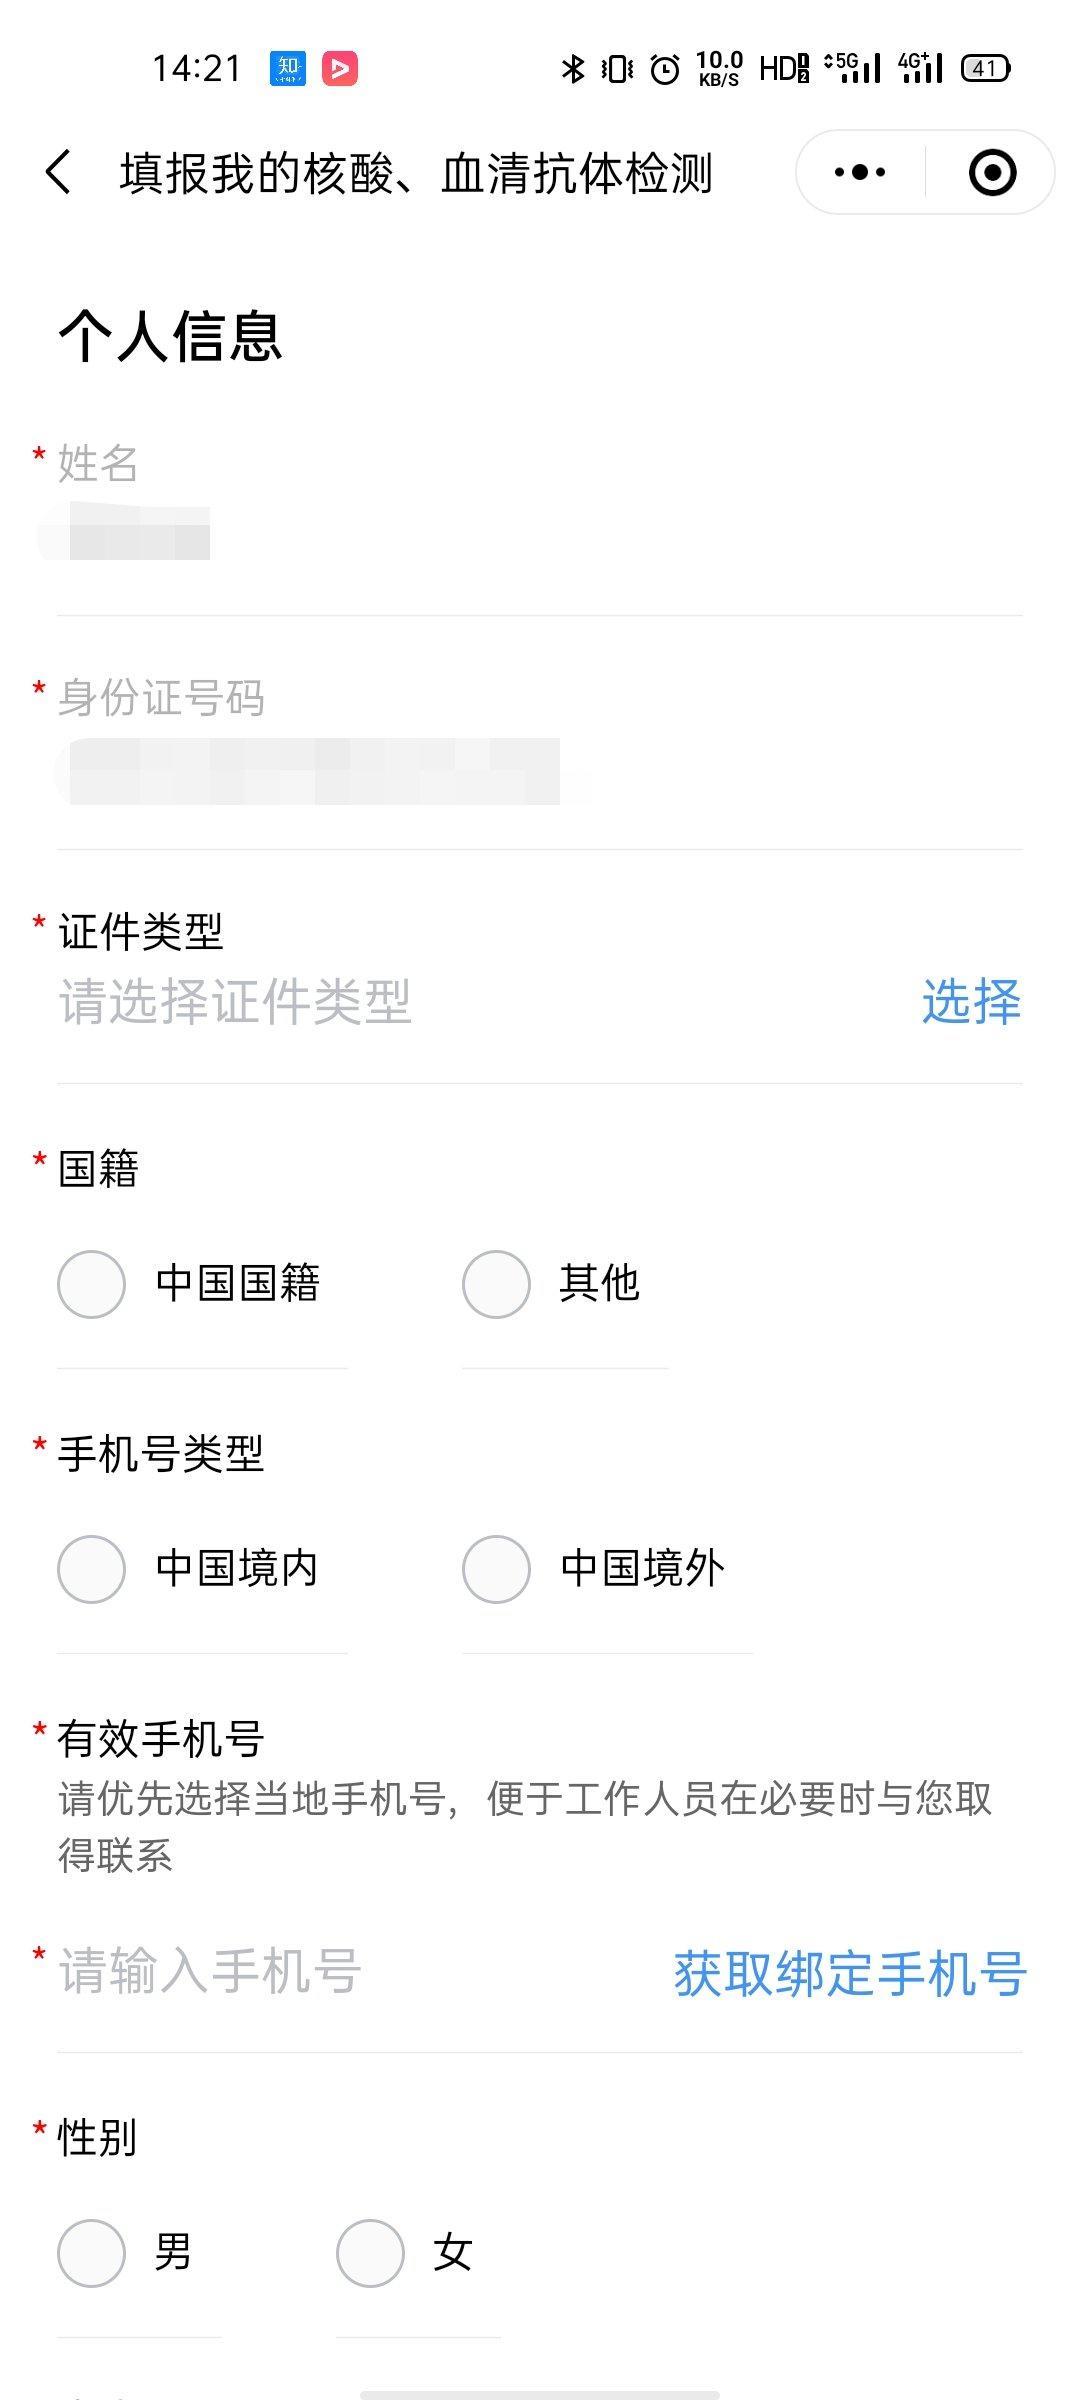 14:21
知
10.0
KB/S
HD 1 2
5G
4G+
41
填报我的核酸、血清抗体检测
个人信息
* 姓名
* 身份证号码
* 证件类型
请选择证件类型 选择
* 国籍
中国国籍 其他
* 手机号类型
中国境内 中国境外
* 有效手机号
请优先选择当地手机号，便于工作人员在必要时与您取
得联系
* 请输入手机号 获取绑定手机号
* 性别
男 女